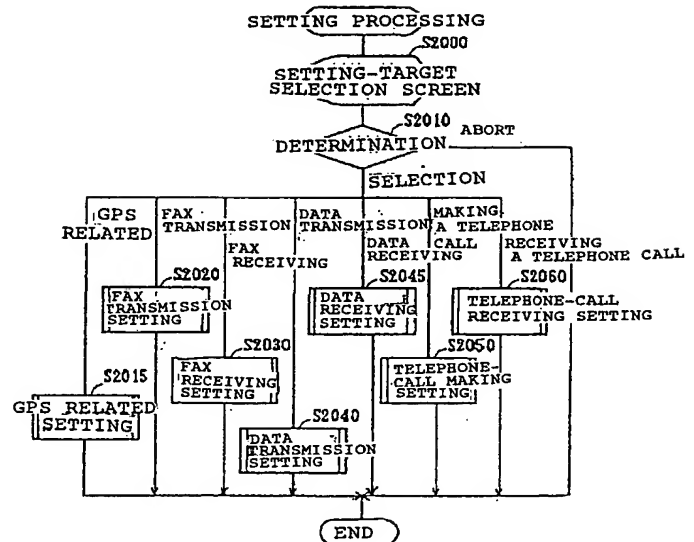 SETTING PROCESSING
S2000
SETTING-TARGET
SELECTION SCREEN
S2010
ABORT
DETERMINATION
SELECTION
GPS
RELATED
FAX
TRANSMISSION
FAX
RECEIVING
DATA
TRANSMISSION
DATA
RECEIVING
MAKING
A TELEPHONE
CALL
RECEIVING
A TELEPHONE CALL
S2020
FAX
TRANSMISSION
SETTING
S2045
DATA
RECEIVING
SETTING
S2060
TELEPHONE-CALL
RECEIVING SETTING
S2030
FAX
RECEIVING
SETTING
S2050
TELEPHONE-
CALL MAKING
SETTING
S2015
GPS RELATED
SETTING
S2040
DATA
TRANSMISSION
SETTING
END